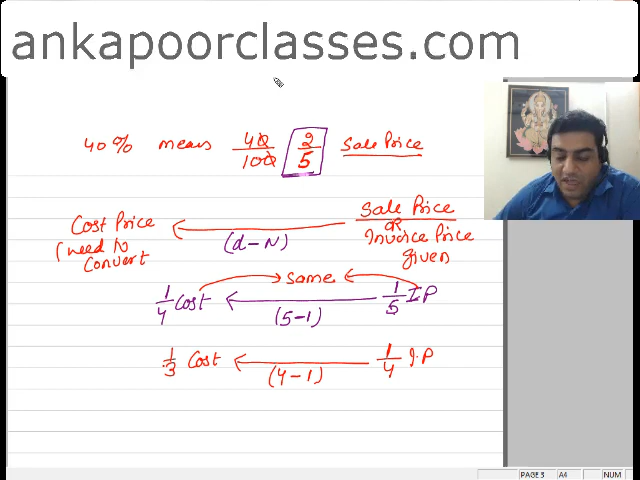 ankapoorclasses.com
40% means 40/100 2/5 Sale Price
Cost Price
(need to
convert
(d-N)
Sale Price
or
Invoice Price
given
same
1/4 Cost
(5-1)
1/5 I.P
1/3 Cost
(4-1)
1/4 I.P
PAGE 3 A4 NUM